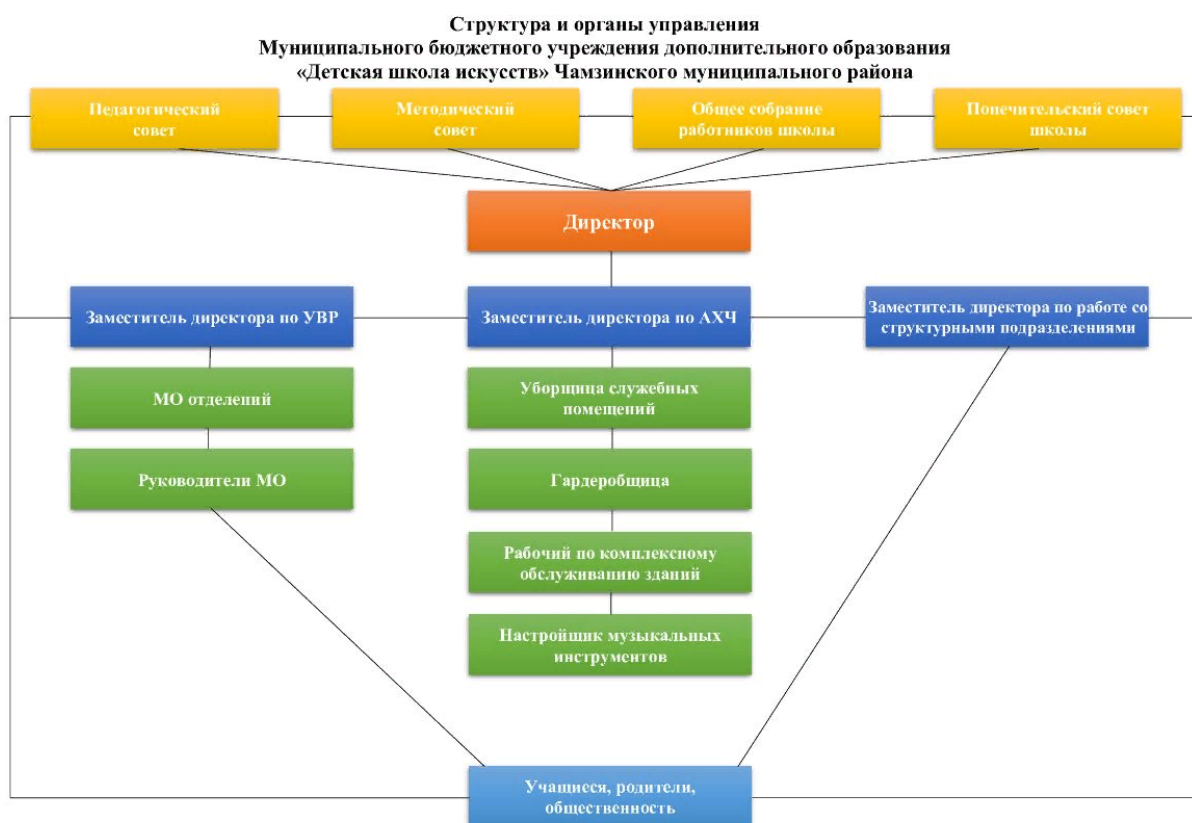 Структура и органы управления
Муниципального бюджетного учреждения дополнительного образования
«Детская школа искусств» Чамзинского муниципального района
Педагогический
совет
Методический
совет
Общее собрание
работников школы
Попечительский совет
школы
Директор
Заместитель директора по УВР
Заместитель директора по АХЧ
Заместитель директора по работе со
структурными подразделениями
МО отделений
Уборщица служебных
помещений
Руководители МО
Гардеробщица
Рабочий по комплексному
обслуживанию зданий
Настройщик музыкальных
инструментов
Учащиеся, родители,
общественность